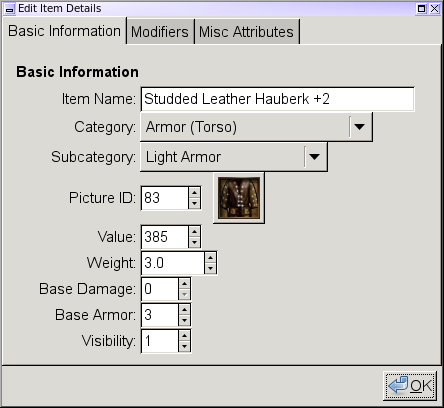 Edit Item Details
Basic Information Modifiers Misc Attributes
Basic Information
Item Name: Studded Leather Hauberk +2
Category: Armor (Torso)
Subcategory: Light Armor
Picture ID: 83
Value: 385
Weight: 3.0
Base Damage: 0
Base Armor: 3
Visibility: 1
OK